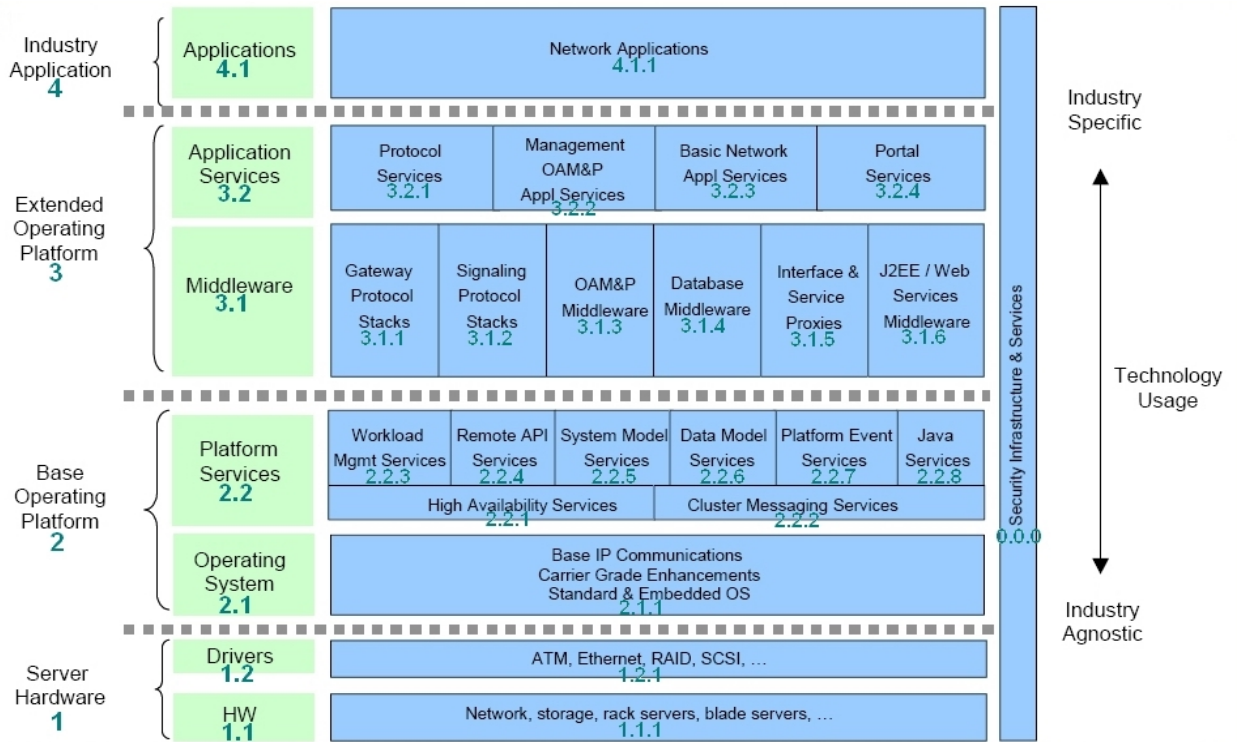 Industry
Application
4
Applications
4.1
Network Applications
4.1.1
Extended
Operating
Platform
3
Application
Services
3.2
Protocol
Services
3.2.1
Management
OAM&P
Appl Services
3.2.2
Basic Network
Appl Services
3.2.3
Portal
Services
3.2.4
Middleware
3.1
Gateway
Protocol
Stacks
3.1.1
Signaling
Protocol
Stacks
3.1.2
OAM&P
Middleware
3.1.3
Database
Middleware
3.1.4
Interface &
Service
Proxies
3.1.5
J2EE / Web
Services
Middleware
3.1.6
Base
Operating
Platform
2
Platform
Services
2.2
Workload
Mgmt Services
2.2.3
Remote API
Services
2.2.4
System Model
Services
2.2.5
Data Model
Services
2.2.6
Platform Event
Services
2.2.7
Java
Services
2.2.8
High Availability Services
2.2.1
Cluster Messaging Services
2.2.2
Operating
System
2.1
Base IP Communications
Carrier Grade Enhancements
Standard & Embedded OS
2.1.1
Server
Hardware
1
Drivers
1.2
ATM, Ethernet, RAID, SCSI, ...
1.2.1
HW
1.1
Network, storage, rack servers, blade servers, ...
1.1.1
Security Infrastructure & Services
0.0.0
Industry
Specific
Technology
Usage
Industry
Agnostic